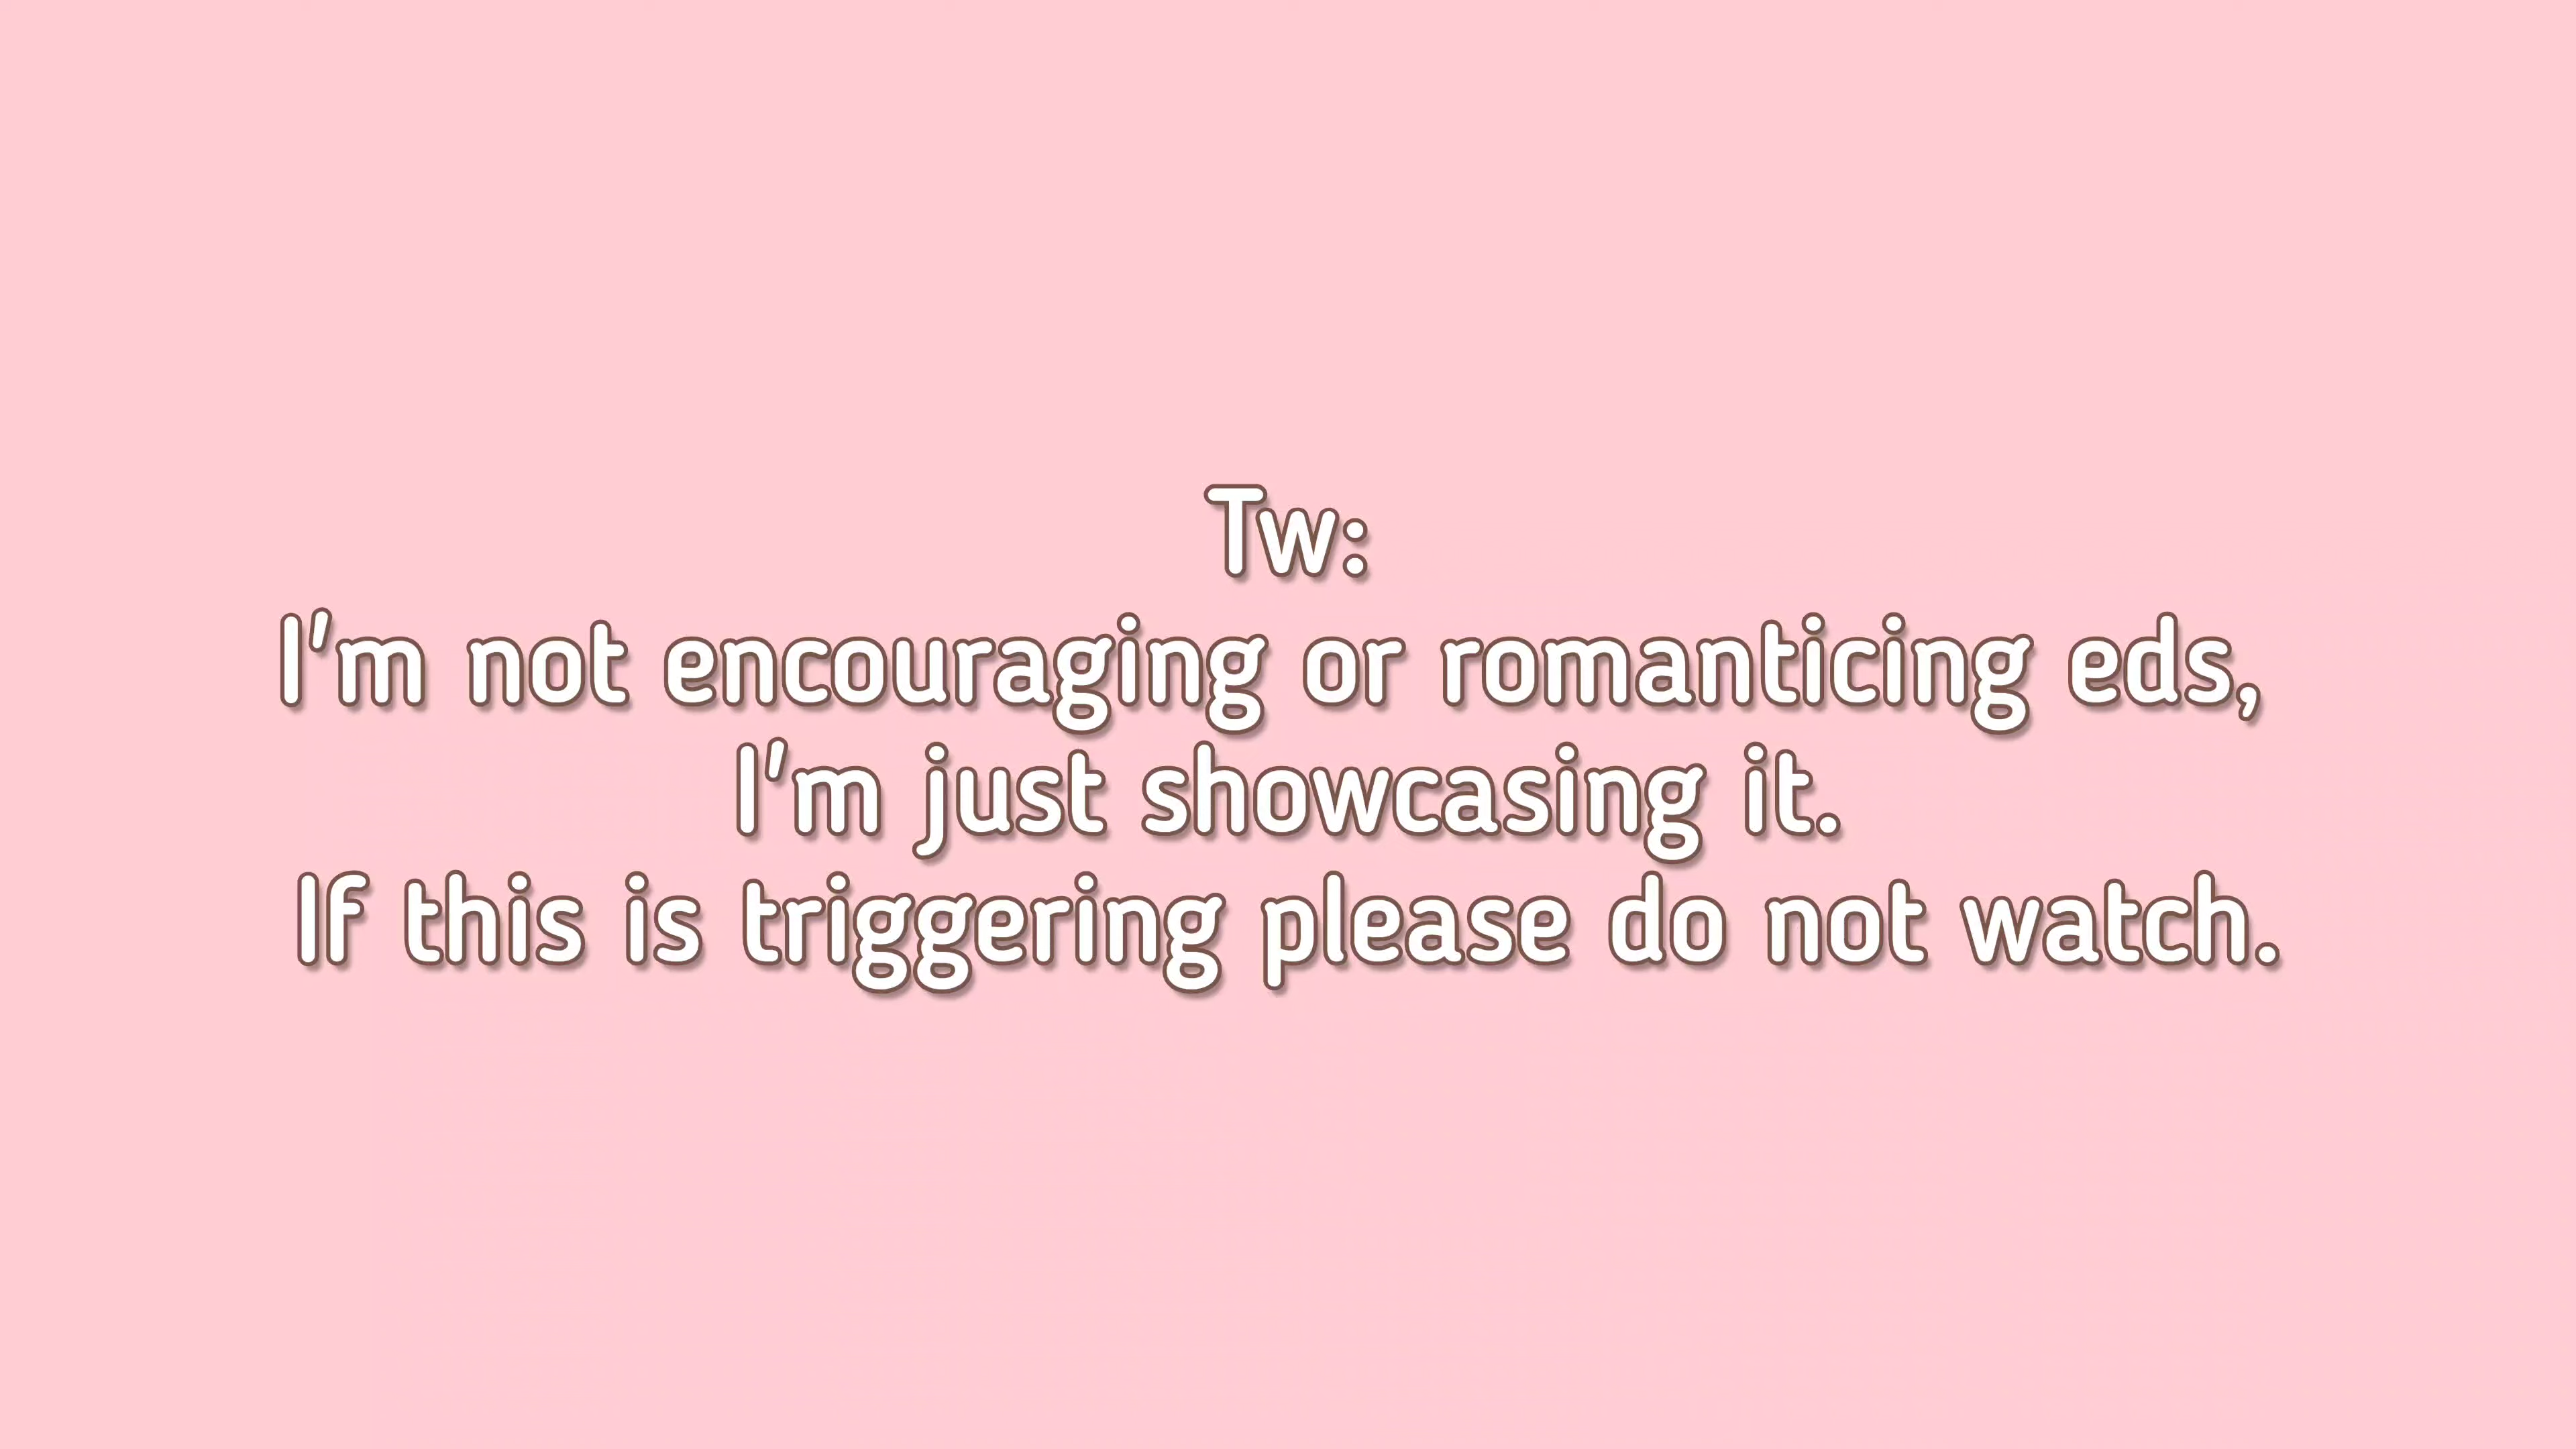 Tw:
I'm not encouraging or romanticing eds,
I'm just showcasing it.
If this is triggering please do not watch.